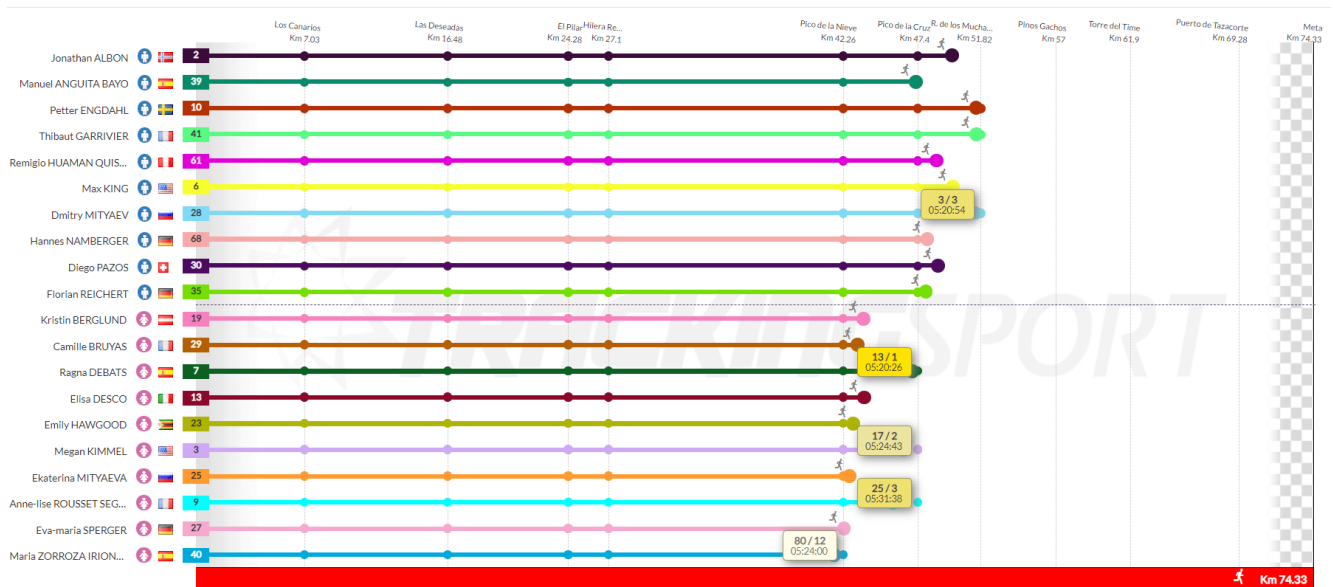 Los Canarios
Km 7.03
Las Deseadas
Km 16.48
El Pilar
Km 24.28
Hilera Re...
Km 27.1
Pico de la Nieve
Km 42.26
Pico de la Cruz
Km 47.4
R. de los Mucha...
Km 51.82
Pinos Gachos
Km 57
Torre del Time
Km 61.9
Puerto de Tazacorte
Km 69.28
Meta
Km 74.33
Jonathan ALBON 2
Manuel ANGUITA BAYO 39
Petter ENGDAHL 10
Thibaut GARRIVIER 41
Remigio HUAMAN QUIS... 61
Max KING 6
3 / 3
05:20:54
Dmitry MITYAEV 28
Hannes NAMBERGER 68
Diego PAZOS 30
Florian REICHERT 35
TRACKINGSPORT
Kristin BERGLUND 19
Camille BRUYAS 29
13 / 1
05:20:26
Ragna DEBATS 7
Elisa DESCO 13
Emily HAWGOOD 23
17 / 2
05:24:43
Megan KIMMEL 3
Ekaterina MITYAEVA 25
25 / 3
05:31:38
Anne-lise ROUSSET SEG... 9
Eva-maria SPERGER 27
80 / 12
05:24:00
Maria ZORROZA IRION... 40
Km 74.33